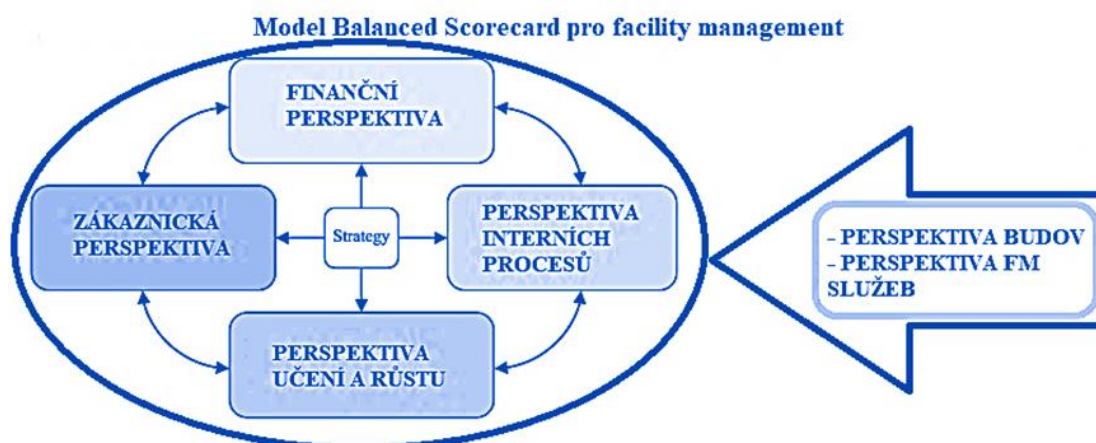 Model Balanced Scorecard pro facility management
FINANČNÍ
PERSPEKTIVA
ZÁKAZNICKÁ
PERSPEKTIVA
Strategy
PERSPEKTIVA
INTERNÍCH
PROCESŮ
PERSPEKTIVA
UČENÍ A RŮSTU
- PERSPEKTIVA BUDOV
- PERSPEKTIVA FM
SLUŽEB